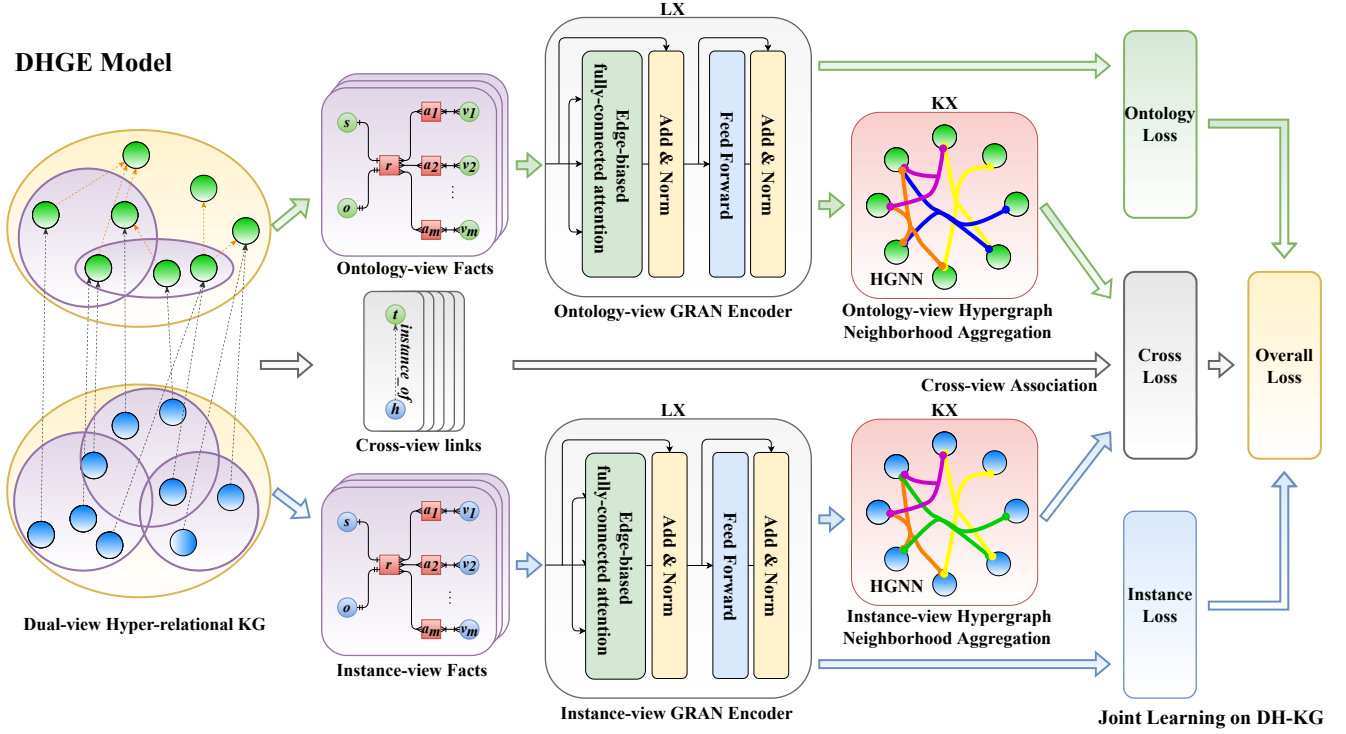 DHGE Model
Dual-view Hyper-relational KG
s
o
r
a1
v1
a2
v2
...
am
vm
Ontology-view Facts
t
instance_of
h
Cross-view links
s
o
r
a1
v1
a2
v2
...
am
vm
Instance-view Facts
LX
Edge-biased
fully-connected attention
Add & Norm
Feed Forward
Add & Norm
Ontology-view GRAN Encoder
KX
HGNN
Ontology-view Hypergraph
Neighborhood Aggregation
Cross-view Association
LX
Edge-biased
fully-connected attention
Add & Norm
Feed Forward
Add & Norm
Instance-view GRAN Encoder
KX
HGNN
Instance-view Hypergraph
Neighborhood Aggregation
Ontology
Loss
Cross
Loss
Overall
Loss
Instance
Loss
Joint Learning on DH-KG